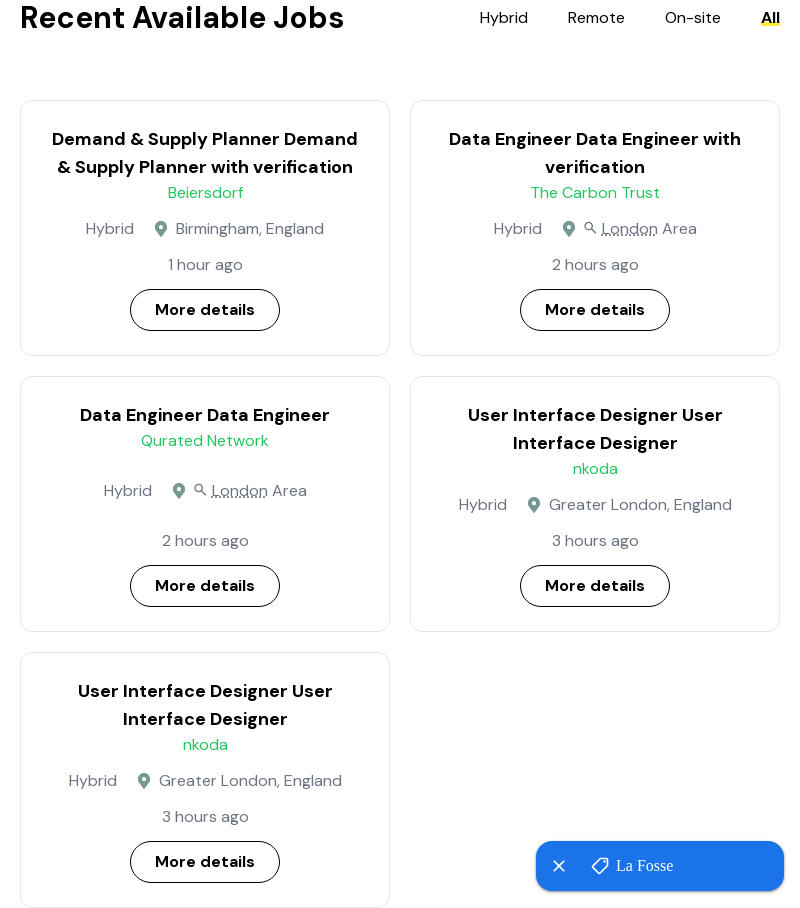 Recent Available Jobs
Hybrid Remote On-site All
Demand & Supply Planner Demand
& Supply Planner with verification
Beiersdorf
Hybrid Birmingham, England
1 hour ago
More details
Data Engineer Data Engineer with
verification
The Carbon Trust
Hybrid London Area
2 hours ago
More details
Data Engineer Data Engineer
Qurated Network
Hybrid London Area
2 hours ago
More details
User Interface Designer User
Interface Designer
nkoda
Hybrid Greater London, England
3 hours ago
More details
User Interface Designer User
Interface Designer
nkoda
Hybrid Greater London, England
3 hours ago
More details
La Fosse